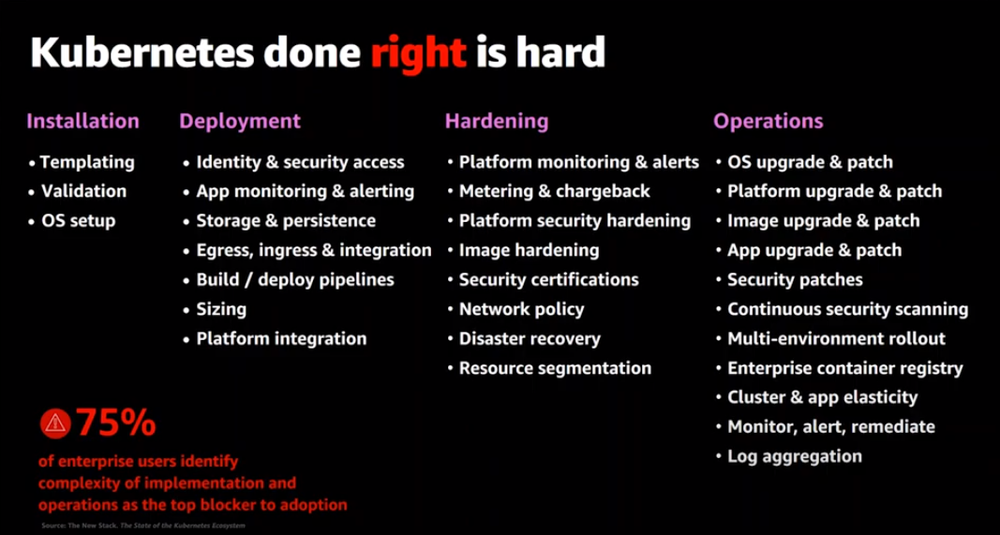 Kubernetes done right is hard
Installation
• Templating
• Validation
• OS setup
Deployment
• Identity & security access
• App monitoring & alerting
• Storage & persistence
• Egress, ingress & integration
• Build / deploy pipelines
• Sizing
• Platform integration
Hardening
• Platform monitoring & alerts
• Metering & chargeback
• Platform security hardening
• Image hardening
• Security certifications
• Network policy
• Disaster recovery
• Resource segmentation
Operations
• OS upgrade & patch
• Platform upgrade & patch
• Image upgrade & patch
• App upgrade & patch
• Security patches
• Continuous security scanning
• Multi-environment rollout
• Enterprise container registry
• Cluster & app elasticity
• Monitor, alert, remediate
• Log aggregation
75%
of enterprise users identify
complexity of implementation and
operations as the top blocker to adoption
Source: The New Stack, The State of the Kubernetes Ecosystem